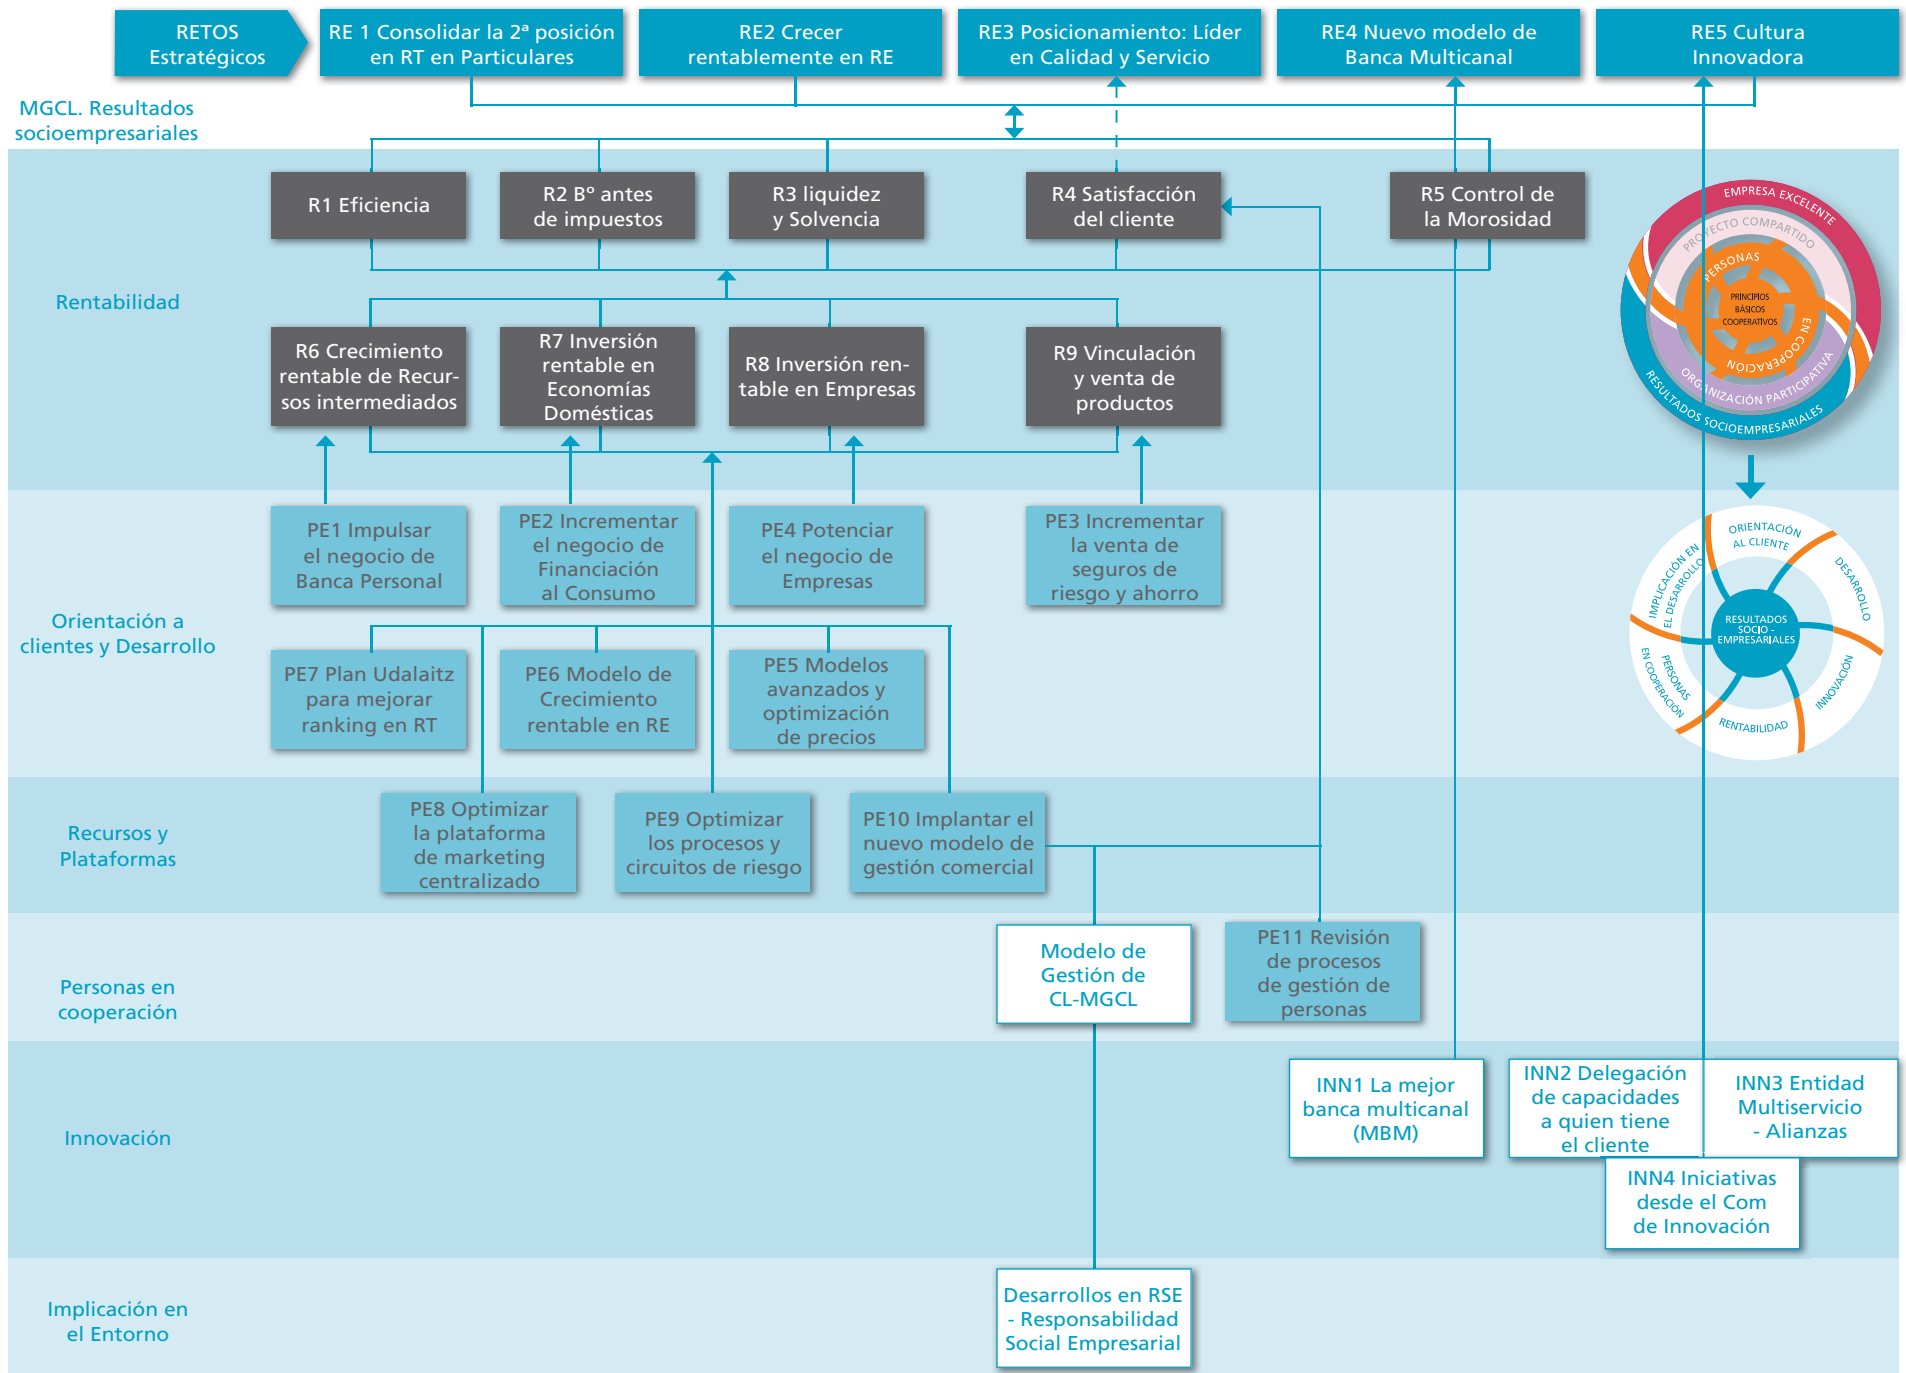 RETOS
Estratégicos
RE 1 Consolidar la 2ª posición
en RT en Particulares
RE2 Crecer
rentablemente en RE
RE3 Posicionamiento: Líder
en Calidad y Servicio
RE4 Nuevo modelo de
Banca Multicanal
RE5 Cultura
Innovadora
MGCL. Resultados
socioempresariales
Rentabilidad
R1 Eficiencia
R2 Bº antes
de impuestos
R3 liquidez
y Solvencia
R4 Satisfacción
del cliente
R5 Control de
la Morosidad
R6 Crecimiento
rentable de Recur-
sos intermediados
R7 Inversión
rentable en
Economías
Domésticas
R8 Inversión ren-
table en Empresas
R9 Vinculación
y venta de
productos
EMPRESA EXCELENTE
PROYECTO COMPARTIDO
PERSONAS
PRINCIPIOS
BÁSICOS
COOPERATIVOS
EN COOPERACIÓN
ORGANIZACIÓN PARTICIPATIVA
RESULTADOS SOCIOEMPRESARIALES
Orientación a
clientes y Desarrollo
PE1 Impulsar
el negocio de
Banca Personal
PE2 Incrementar
el negocio de
Financiación
al Consumo
PE4 Potenciar
el negocio de
Empresas
PE3 Incrementar
la venta de
seguros de
riesgo y ahorro
PE7 Plan Udalaitz
para mejorar
ranking en RT
PE6 Modelo de
Crecimiento
rentable en RE
PE5 Modelos
avanzados y
optimización
de precios
ORIENTACIÓN
AL CLIENTE
DESARROLLO
INNOVACIÓN
RENTABILIDAD
PERSONAS
EN COOPERACIÓN
IMPLICACIÓN EN
EL DESARROLLO
RESULTADOS
SOCIO -
EMPRESARIALES
Recursos y
Plataformas
PE8 Optimizar
la plataforma
de marketing
centralizado
PE9 Optimizar
los procesos y
circuitos de riesgo
PE10 Implantar el
nuevo modelo de
gestión comercial
Personas en
cooperación
Modelo de
Gestión de
CL-MGCL
PE11 Revisión
de procesos
de gestión de
personas
Innovación
INN1 La mejor
banca multicanal
(MBM)
INN2 Delegación
de capacidades
a quien tiene
el cliente
INN3 Entidad
Multiservicio
- Alianzas
INN4 Iniciativas
desde el Com
de Innovación
Implicación en
el Entorno
Desarrollos en RSE
- Responsabilidad
Social Empresarial